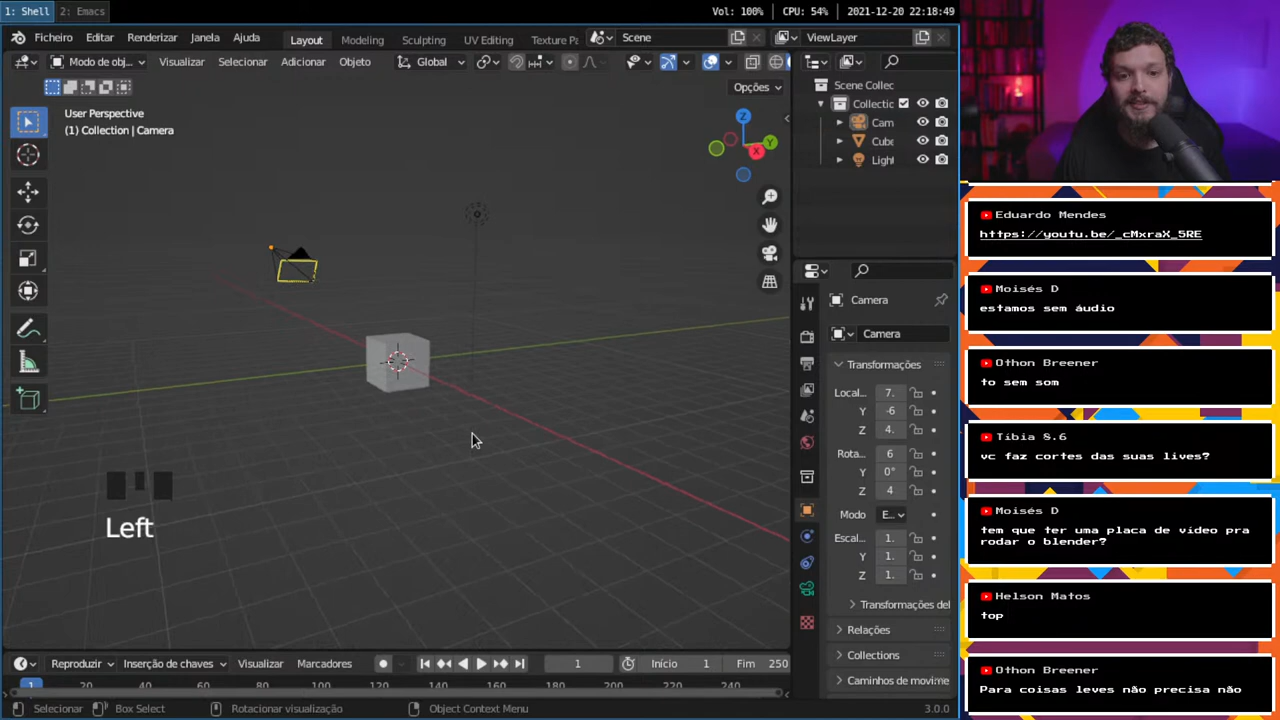 1: Shell
2: Emacs
Vol: 100%
CPU: 54%
2021-12-20 22:18:49
Ficheiro
Editar
Renderizar
Janela
Ajuda
Layout
Modeling
Sculpting
UV Editing
Texture Pa
Scene
ViewLayer
Modo de obj...
Visualizar
Selecionar
Adicionar
Objeto
Global
Opções
User Perspective
(1) Collection | Camera
Z
Y
X
Left
Scene Collec
Collectic
Cam
Cube
Light
Camera
Camera
Transformações
Local... 7.
Y -6
Z 4.
Rota... 6
Y 0°
Z 4
Modo E...
Escal... 1.
Y 1.
Z 1.
Transformações del
Relações
Collections
Caminhos de movime
Reproduzir
Inserção de chaves
Visualizar
Marcadores
1
Início 1
Fim 250
1 20 40 60 80 100 120 140 160 180 200 220 240
Selecionar
Box Select
Rotacionar visualização
Object Context Menu
3.0.0
Eduardo Mendes
https://youtu.be/_cMxraX_5RE
Moisés D
estamos sem áudio
Othon Breener
to sem som
Tibia 8.6
vc faz cortes das suas lives?
Moisés D
tem que ter uma placa de video pra
rodar o blender?
Helson Matos
top
Othon Breener
Para coisas leves não precisa não